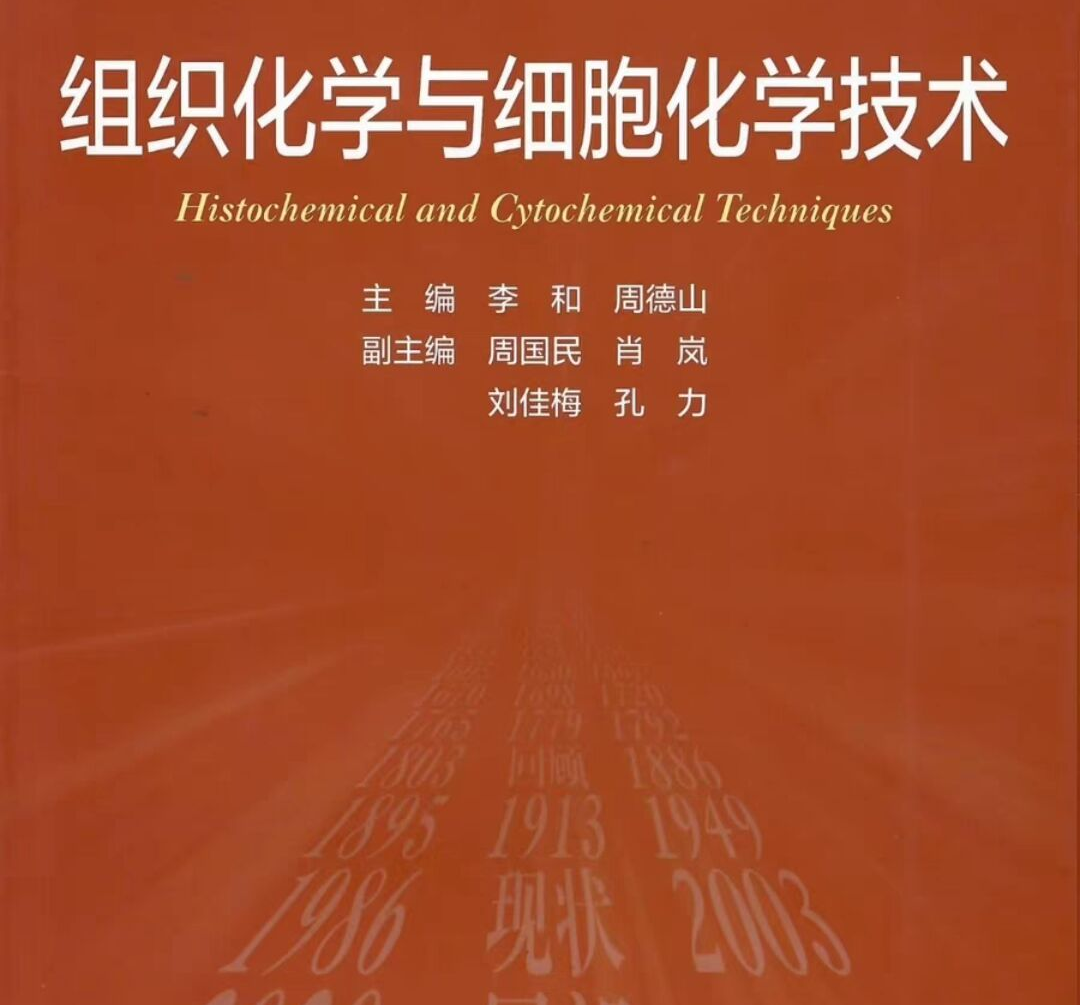 组织化学与细胞化学技术
Histochemical and Cytochemical Techniques
主 编 李 和 周德山
副主编 周国民 肖 岚
刘佳梅 孔 力
1765 1779 1792
1803 回顾 1886
1895 1913 1949
1986 现状 2003